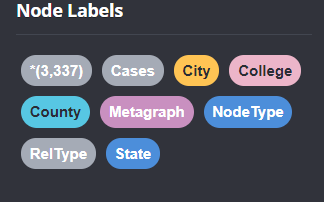 Node Labels
*(3,337) Cases City College
County Metagraph NodeType
RelType State